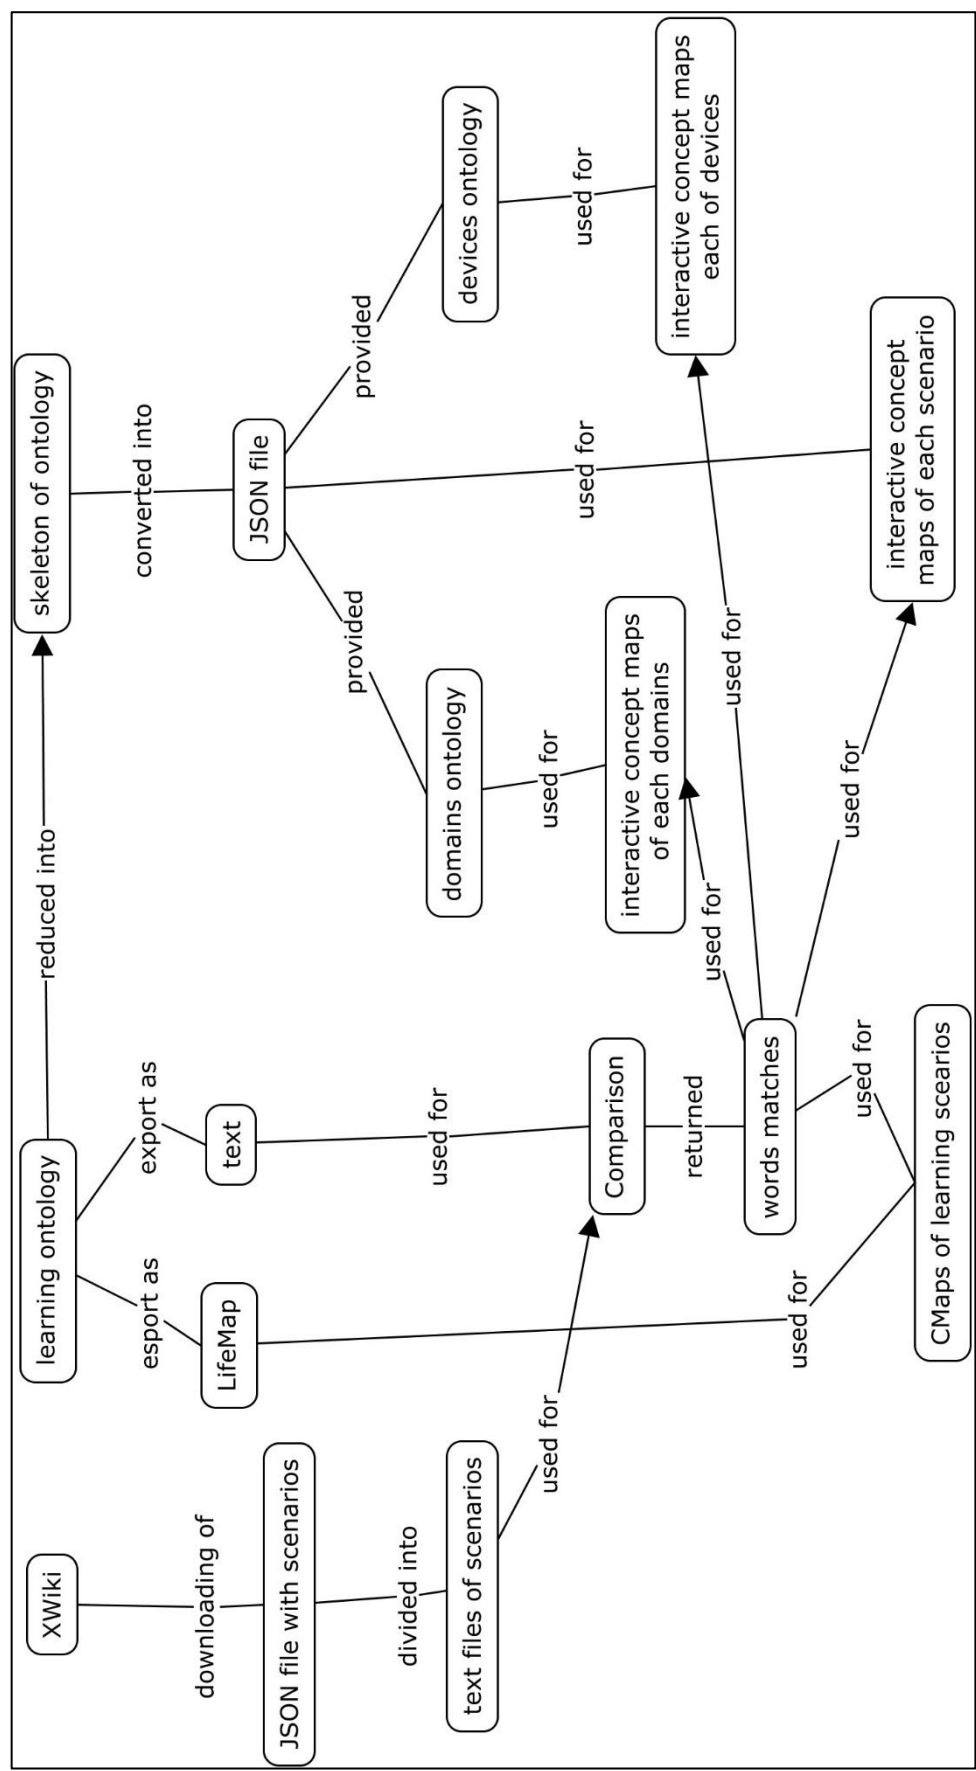 XWiki
learning ontology
reduced into
skeleton of ontology
downloading of
esport as
export as
converted into
JSON file with scenarios
LifeMap
text
JSON file
divided into
used for
provided
provided
text files of scenarios
domains ontology
devices ontology
used for
used for
used for
used for
Comparison
interactive concept maps
of each domains
interactive concept maps
each of devices
returned
used for
used for
words matches
used for
used for
used for
interactive concept
maps of each scenario
CMaps of learning scearios